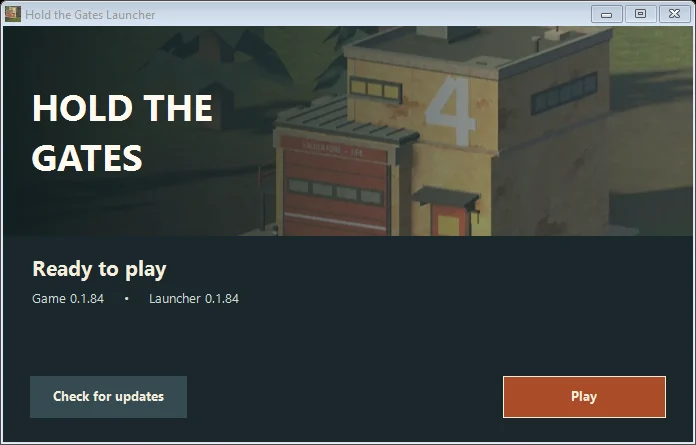 Hold the Gates Launcher
HOLD THE
GATES
4
Ready to play
Game 0.1.84 • Launcher 0.1.84
Check for updates
Play